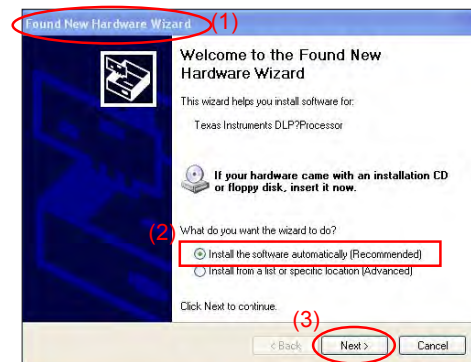 Found New Hardware Wizard
(1)
Welcome to the Found New
Hardware Wizard
This wizard helps you install software for:
Texas Instruments DLP?Processor
If your hardware came with an installation CD
or floppy disk, insert it now.
(2)
What do you want the wizard to do?
Install the software automatically (Recommended)
Install from a list or specific location (Advanced)
Click Next to continue.
(3)
< Back
Next >
Cancel